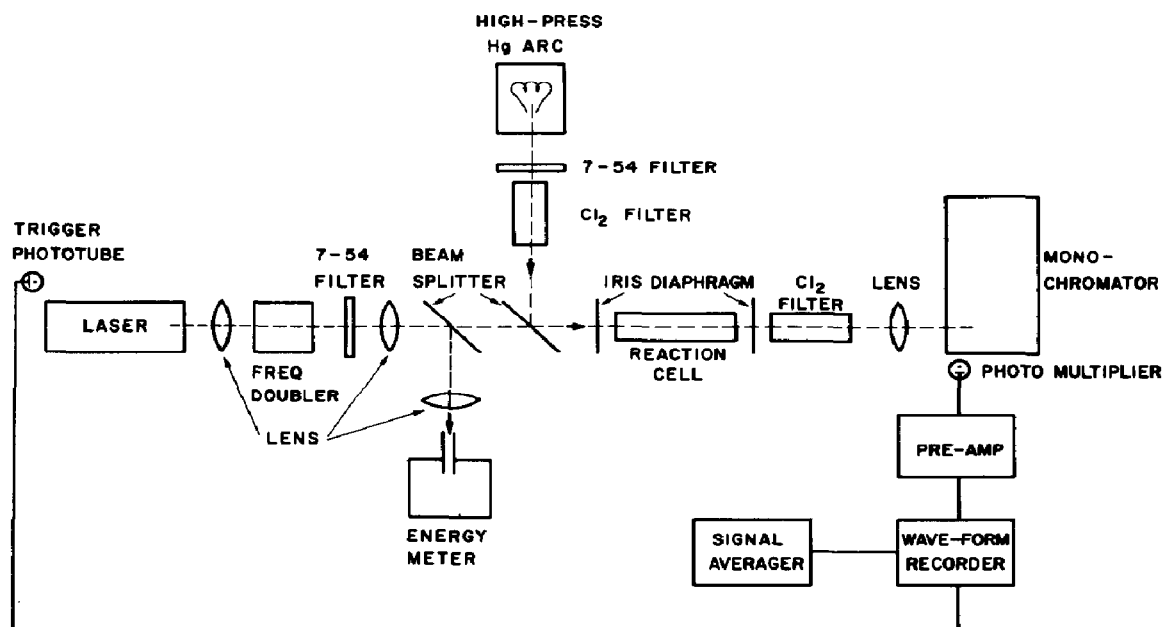 HIGH-PRESS
Hg ARC
7-54 FILTER
Cl₂ FILTER
TRIGGER
PHOTOTUBE
7-54
FILTER
BEAM
SPLITTER
IRIS DIAPHRAGM
Cl₂
FILTER
LENS
MONO-
CHROMATOR
LASER
FREQ
DOUBLER
REACTION
CELL
PHOTO MULTIPLIER
LENS
PRE-AMP
ENERGY
METER
SIGNAL
AVERAGER
WAVE-FORM
RECORDER